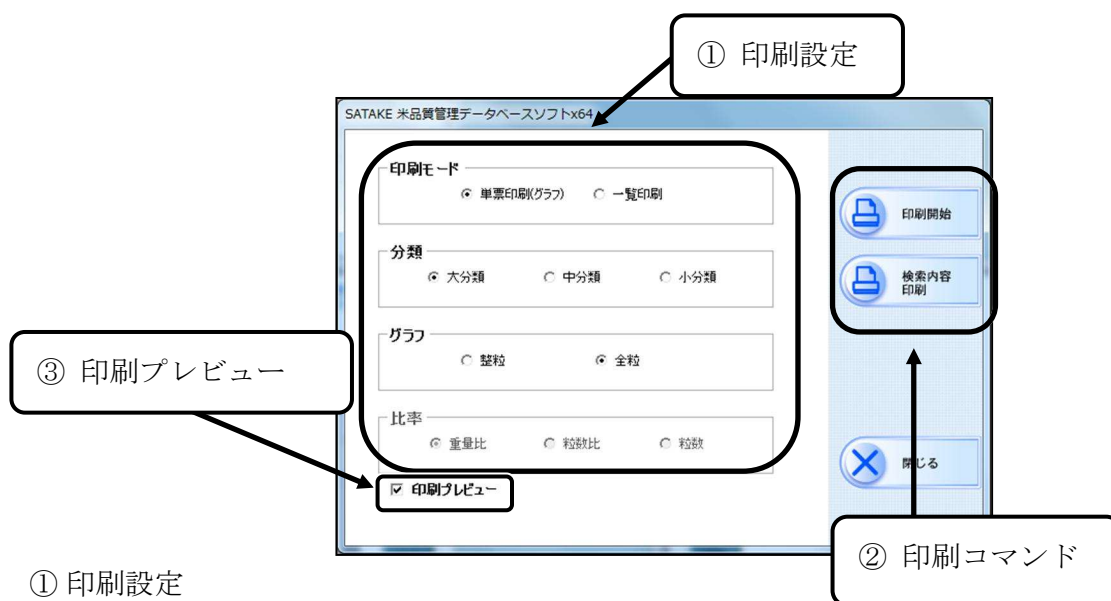 ① 印刷設定
SATAKE 米品質管理データベースソフトx64
印刷モード
単票印刷(グラフ) 一覧印刷
印刷開始
分類
大分類 中分類 小分類
検索内容
印刷
グラフ
整粒 全粒
③ 印刷プレビュー
比率
重量比 粒数比 粒数
閉じる
印刷プレビュー
② 印刷コマンド
① 印刷設定